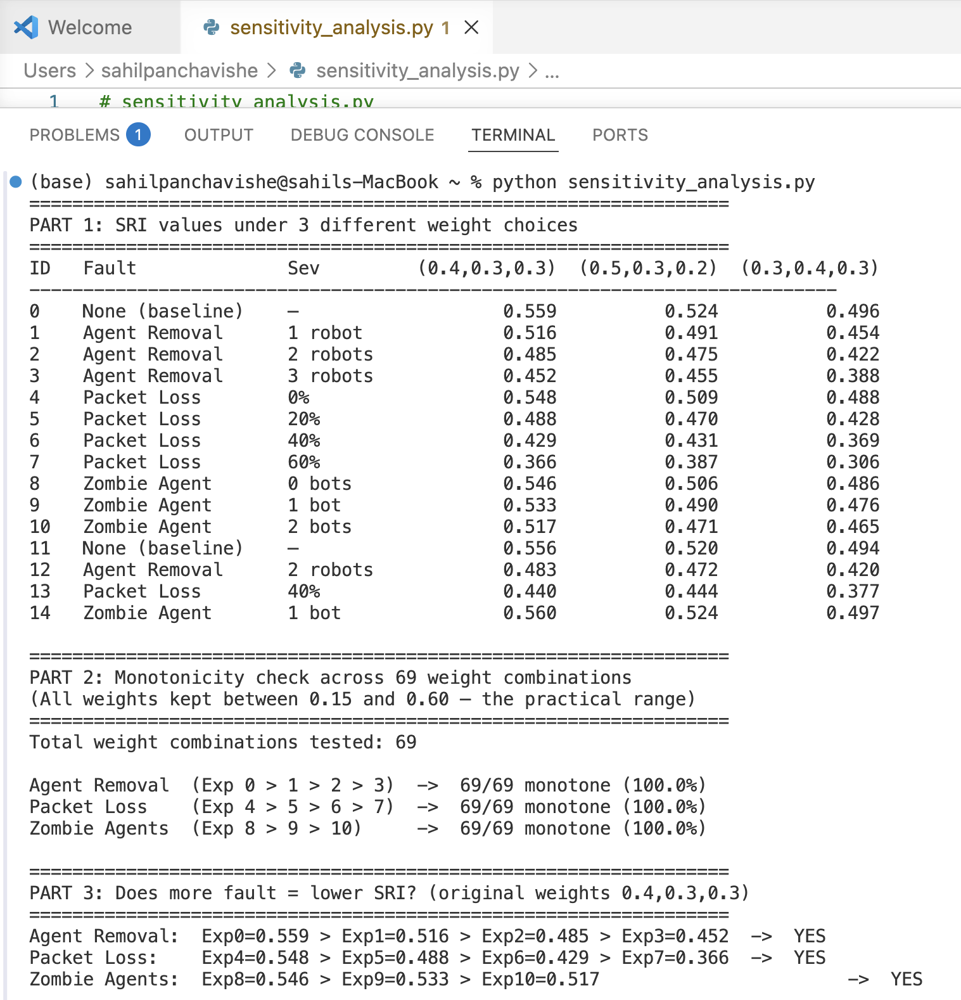 Welcome sensitivity_analysis.py 1
Users > sahilpanchavishe > sensitivity_analysis.py > ...
1 # sensitivity_analysis.py
PROBLEMS 1 OUTPUT DEBUG CONSOLE TERMINAL PORTS
(base) sahilpanchavishe@sahils-MacBook ~ % python sensitivity_analysis.py
=================================================================
PART 1: SRI values under 3 different weight choices
=================================================================
ID   Fault              Sev         (0.4,0.3,0.3)  (0.5,0.3,0.2)  (0.3,0.4,0.3)
---------------------------------------------------------------------------
0    None (baseline)    —                   0.559          0.524          0.496
1    Agent Removal      1 robot             0.516          0.491          0.454
2    Agent Removal      2 robots            0.485          0.475          0.422
3    Agent Removal      3 robots            0.452          0.455          0.388
4    Packet Loss        0%                  0.548          0.509          0.488
5    Packet Loss        20%                 0.488          0.470          0.428
6    Packet Loss        40%                 0.429          0.431          0.369
7    Packet Loss        60%                 0.366          0.387          0.306
8    Zombie Agent       0 bots              0.546          0.506          0.486
9    Zombie Agent       1 bot               0.533          0.490          0.476
10   Zombie Agent       2 bots              0.517          0.471          0.465
11   None (baseline)    —                   0.556          0.520          0.494
12   Agent Removal      2 robots            0.483          0.472          0.420
13   Packet Loss        40%                 0.440          0.444          0.377
14   Zombie Agent       1 bot               0.560          0.524          0.497
=================================================================
PART 2: Monotonicity check across 69 weight combinations
(All weights kept between 0.15 and 0.60 — the practical range)
=================================================================
Total weight combinations tested: 69
Agent Removal  (Exp 0 > 1 > 2 > 3)  ->  69/69 monotone (100.0%)
Packet Loss    (Exp 4 > 5 > 6 > 7)  ->  69/69 monotone (100.0%)
Zombie Agents  (Exp 8 > 9 > 10)     ->  69/69 monotone (100.0%)
=================================================================
PART 3: Does more fault = lower SRI? (original weights 0.4,0.3,0.3)
=================================================================
Agent Removal:  Exp0=0.559 > Exp1=0.516 > Exp2=0.485 > Exp3=0.452  ->  YES
Packet Loss:    Exp4=0.548 > Exp5=0.488 > Exp6=0.429 > Exp7=0.366  ->  YES
Zombie Agents:  Exp8=0.546 > Exp9=0.533 > Exp10=0.517                       ->  YES